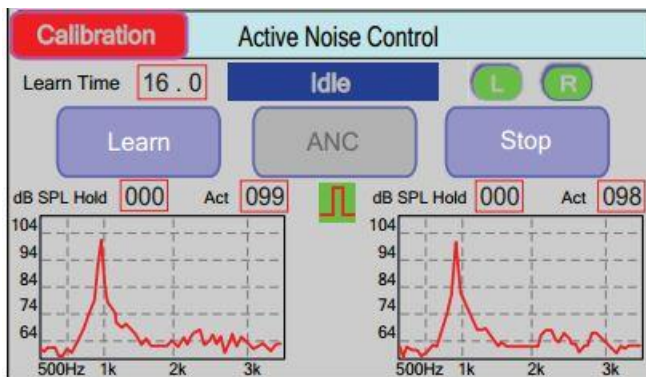 Calibration Active Noise Control
Learn Time 16.0 Idle L R
Learn ANC Stop
dB SPL Hold 000 Act 099 dB SPL Hold 000 Act 098
104 104
94 94
84 84
74 74
64 64
500Hz 1k 2k 3k 500Hz 1k 2k 3k